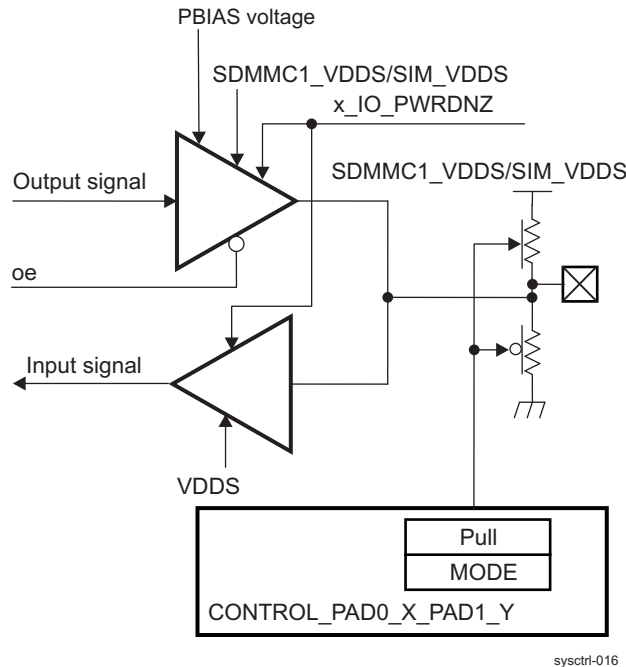 PBIAS voltage
SDMMC1_VDDS/SIM_VDDS
x_IO_PWRDNZ
SDMMC1_VDDS/SIM_VDDS
Output signal
oe
Input signal
VDDS
Pull
MODE
CONTROL_PAD0_X_PAD1_Y
sysctrl-016